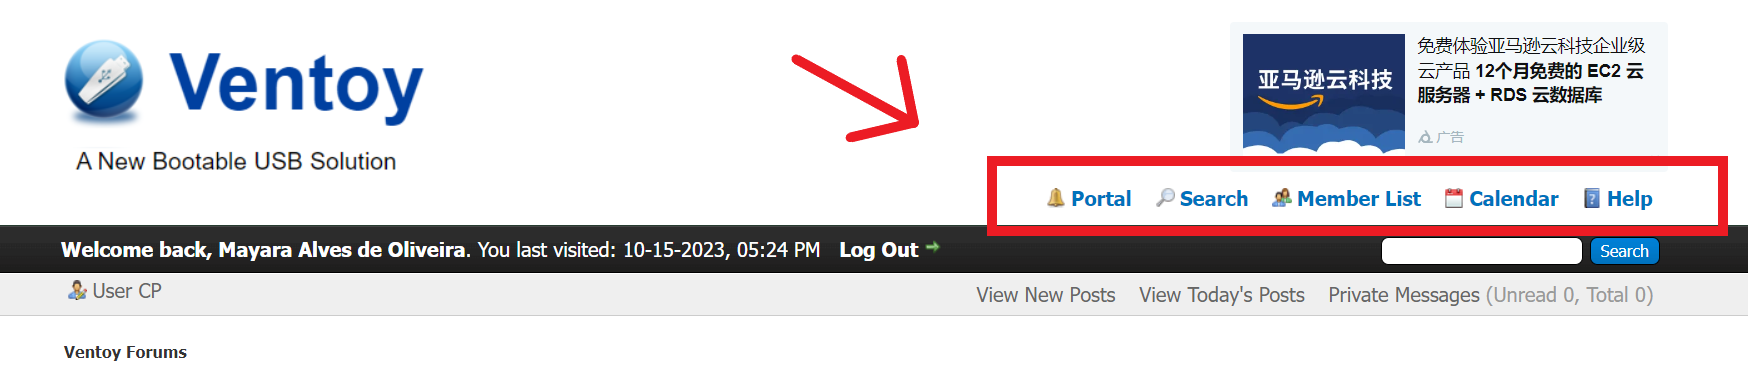 Ventoy
A New Bootable USB Solution
亚马逊云科技
免费体验亚马逊云科技企业级
云产品 12个月免费的 EC2 云
服务器 + RDS 云数据库
广告
Portal Search Member List Calendar Help
Welcome back, Mayara Alves de Oliveira. You last visited: 10-15-2023, 05:24 PM Log Out Search
User CP View New Posts View Today's Posts Private Messages (Unread 0, Total 0)
Ventoy Forums